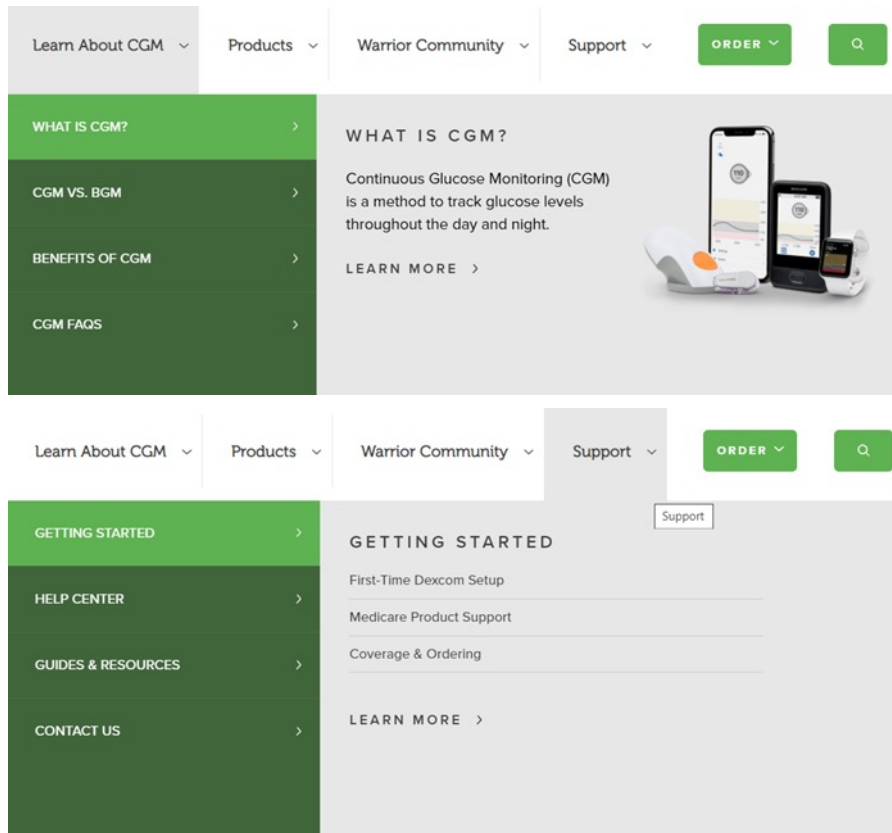 Learn About CGM
Products
Warrior Community
Support
ORDER
WHAT IS CGM?
CGM VS. BGM
BENEFITS OF CGM
CGM FAQS
WHAT IS CGM?
Continuous Glucose Monitoring (CGM)
is a method to track glucose levels
throughout the day and night.
LEARN MORE
110
110
Learn About CGM
Products
Warrior Community
Support
ORDER
Support
GETTING STARTED
HELP CENTER
GUIDES & RESOURCES
CONTACT US
GETTING STARTED
First-Time Dexcom Setup
Medicare Product Support
Coverage & Ordering
LEARN MORE